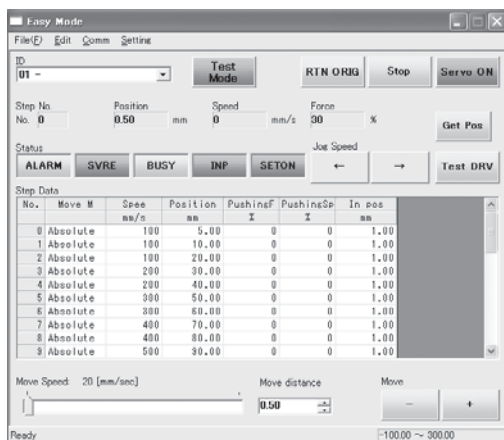 Easy Mode
File(F) Edit Comm Setting
ID
01 -
Test Mode
RTN ORIG
Stop
Servo ON
Step No. Position Speed Force
No. 0 0.50 mm 0 mm/s 30 %
Get Pos
Status Jog Speed
ALARM SVRE BUSY INP SETON ← → Test DRV
Step Data
No. Move M Spee Position PushingF PushingSp In pos
mm/s mm % % mm
0 Absolute 100 5.00 0 0 1.00
1 Absolute 100 10.00 0 0 1.00
2 Absolute 100 20.00 0 0 1.00
3 Absolute 200 30.00 0 0 1.00
4 Absolute 200 40.00 0 0 1.00
5 Absolute 300 50.00 0 0 1.00
6 Absolute 300 60.00 0 0 1.00
7 Absolute 400 70.00 0 0 1.00
8 Absolute 400 80.00 0 0 1.00
9 Absolute 500 90.00 0 0 1.00
Move Speed 20 [mm/sec] Move distance Move
0.50 - +
Ready -100.00 ~ 300.00